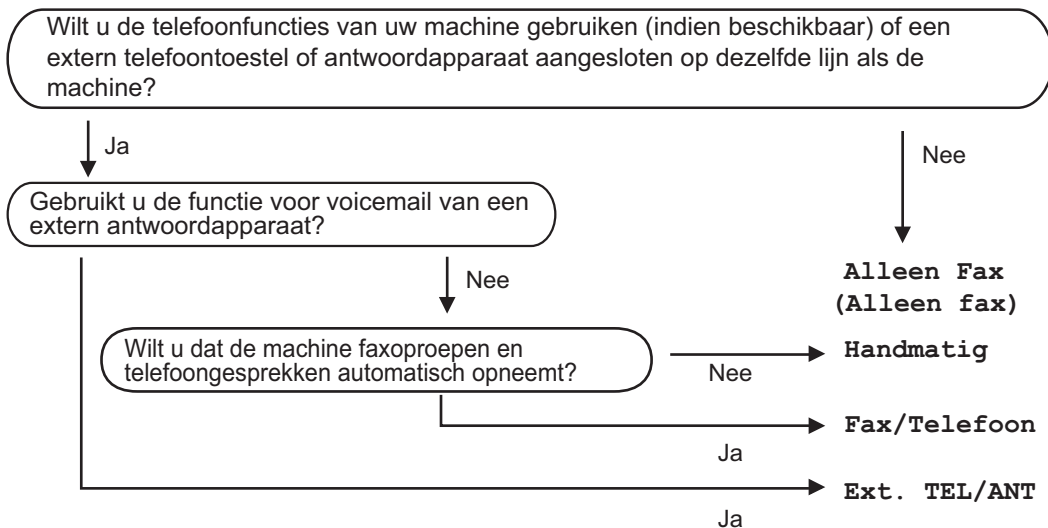 Wilt u de telefoonfuncties van uw machine gebruiken (indien beschikbaar) of een
extern telefoontoestel of antwoordapparaat aangesloten op dezelfde lijn als de
machine?
Ja
Nee
Gebruikt u de functie voor voicemail van een
extern antwoordapparaat?
Nee
Alleen Fax
(Alleen fax)
Wilt u dat de machine faxoproepen en
telefoongesprekken automatisch opneemt?
Nee
Handmatig
Ja
Fax/Telefoon
Ja
Ext. TEL/ANT